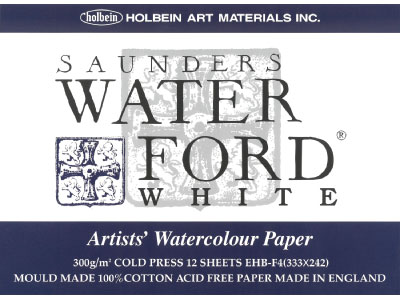 holbein HOLBEIN ART MATERIALS INC.
SAUNDERS
WATER
FORD®
WHITE
Artists' Watercolour Paper
300g/m² COLD PRESS 12 SHEETS EHB-F4(333X242)
MOULD MADE 100%COTTON ACID FREE PAPER MADE IN ENGLAND